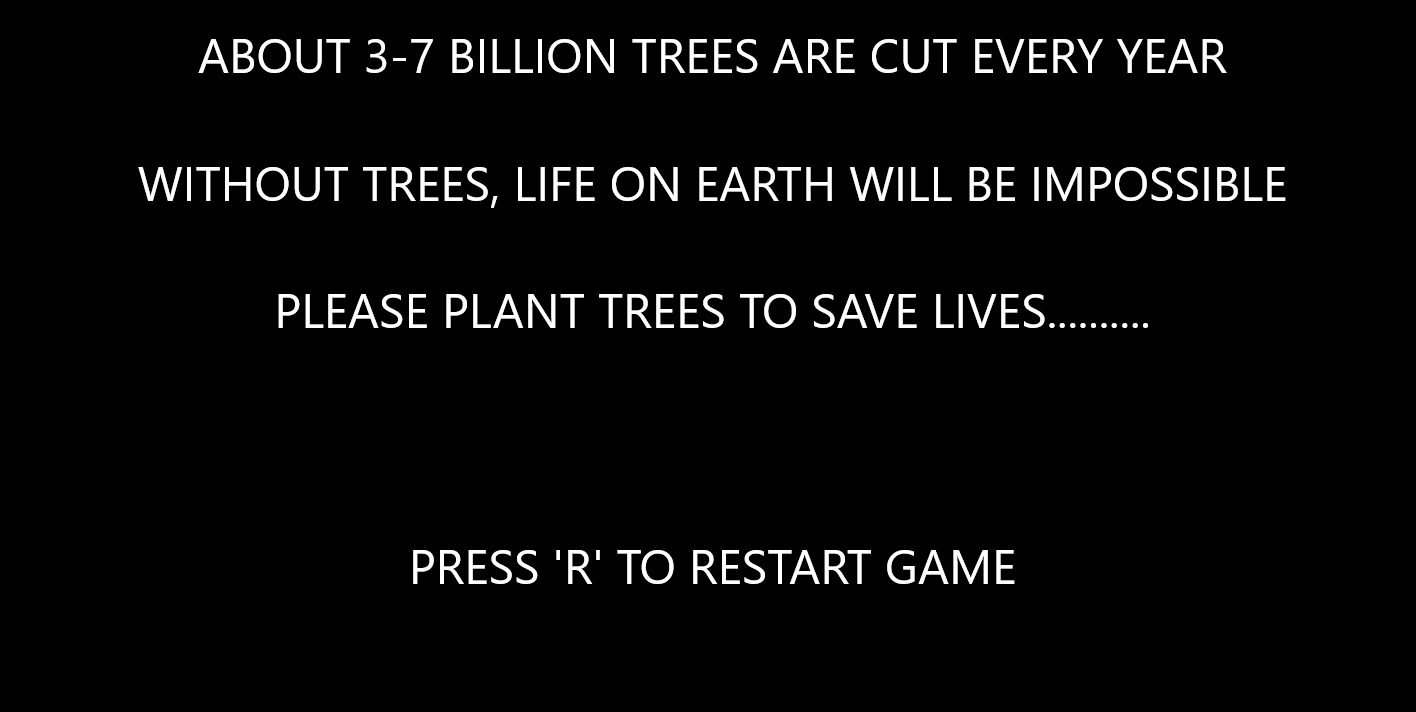 ABOUT 3-7 BILLION TREES ARE CUT EVERY YEAR
WITHOUT TREES, LIFE ON EARTH WILL BE IMPOSSIBLE
PLEASE PLANT TREES TO SAVE LIVES..........
PRESS 'R' TO RESTART GAME